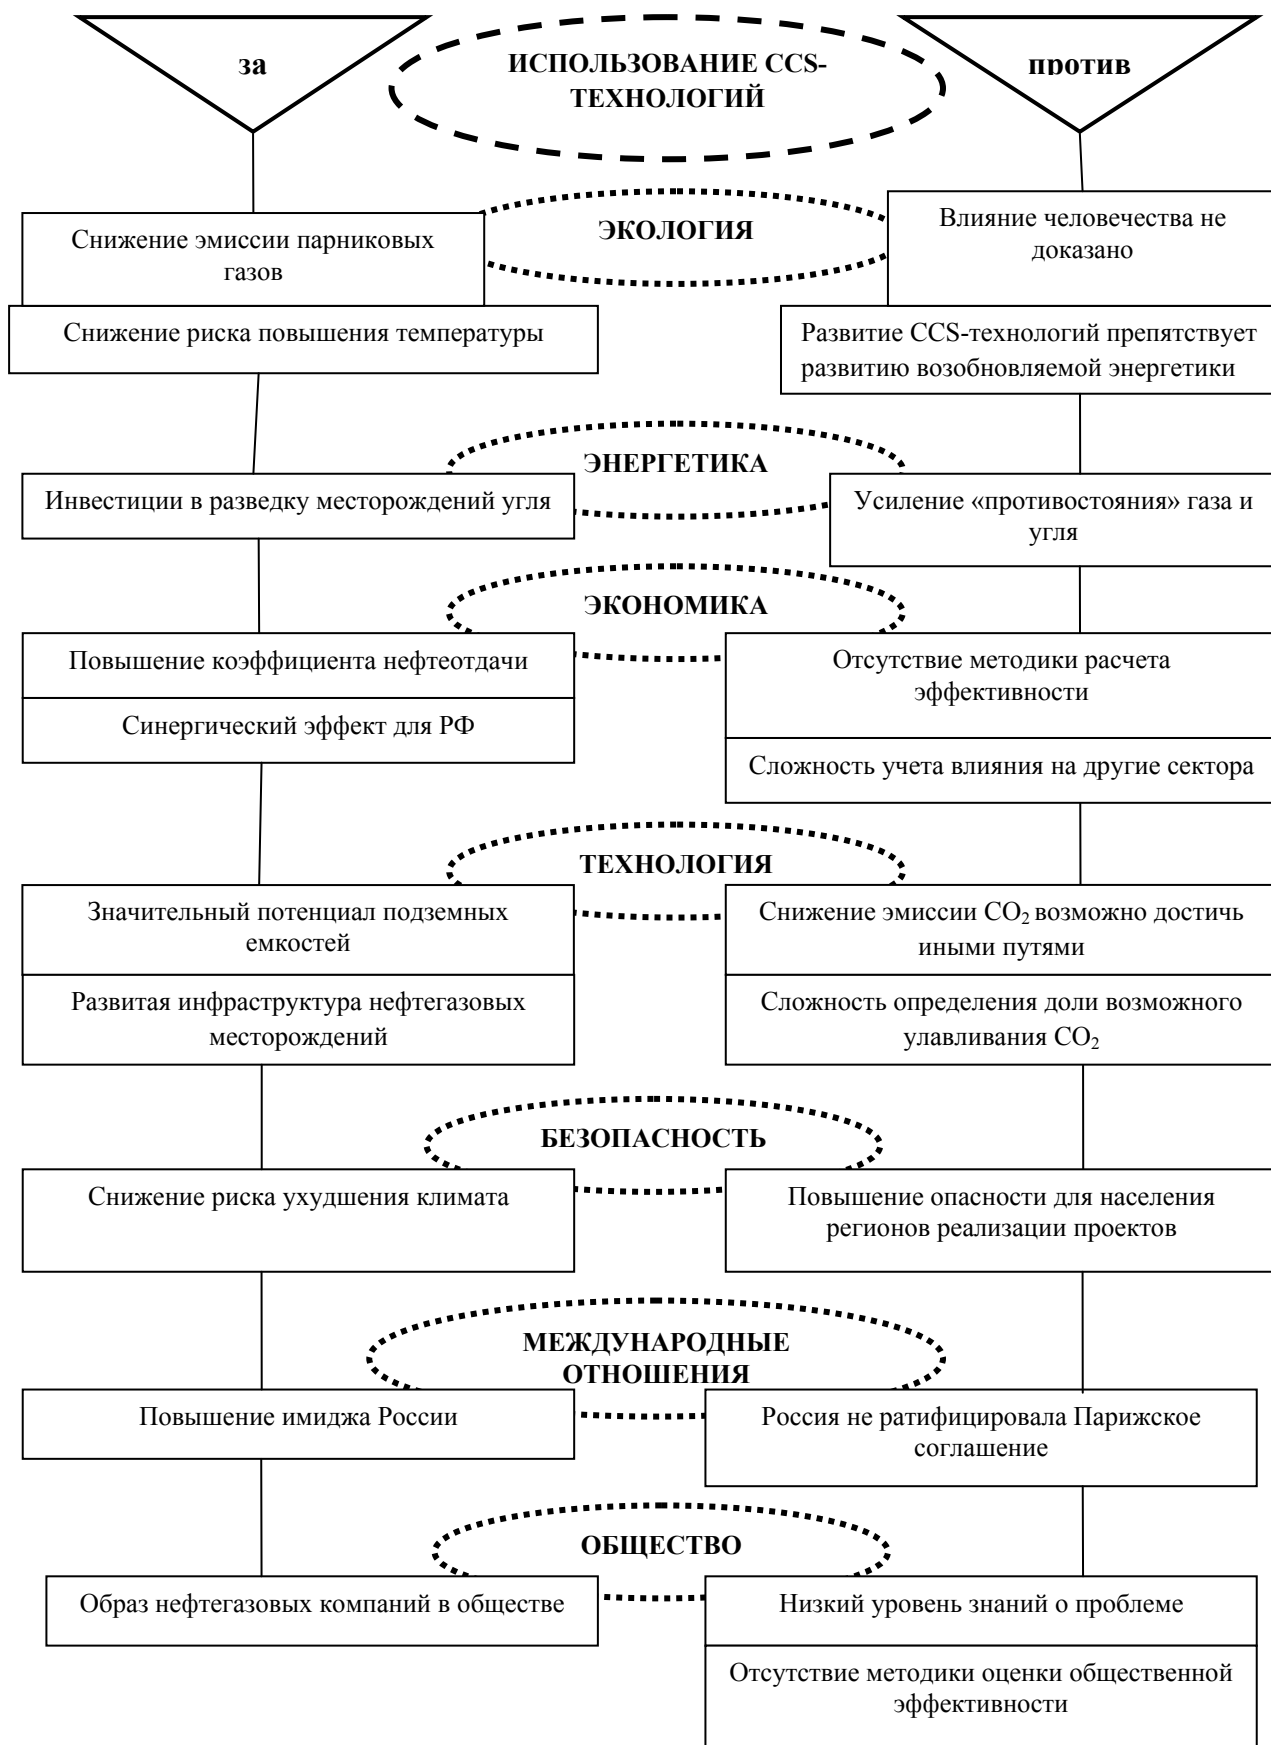 за
ИСПОЛЬЗОВАНИЕ CCS-
ТЕХНОЛОГИЙ
против
ЭКОЛОГИЯ
Снижение эмиссии парниковых
газов
Влияние человечества не
доказано
Снижение риска повышения температуры
Развитие CCS-технологий препятствует
развитию возобновляемой энергетики
ЭНЕРГЕТИКА
Инвестиции в разведку месторождений угля
Усиление «противостояния» газа и
угля
ЭКОНОМИКА
Повышение коэффициента нефтеотдачи
Синергический эффект для РФ
Отсутствие методики расчета
эффективности
Сложность учета влияния на другие сектора
ТЕХНОЛОГИЯ
Значительный потенциал подземных
емкостей
Развитая инфраструктура нефтегазовых
месторождений
Снижение эмиссии CO₂ возможно достичь
иными путями
Сложность определения доли возможного
улавливания CO₂
БЕЗОПАСНОСТЬ
Снижение риска ухудшения климата
Повышение опасности для населения
регионов реализации проектов
МЕЖДУНАРОДНЫЕ
ОТНОШЕНИЯ
Повышение имиджа России
Россия не ратифицировала Парижское
соглашение
ОБЩЕСТВО
Образ нефтегазовых компаний в обществе
Низкий уровень знаний о проблеме
Отсутствие методики оценки общественной
эффективности